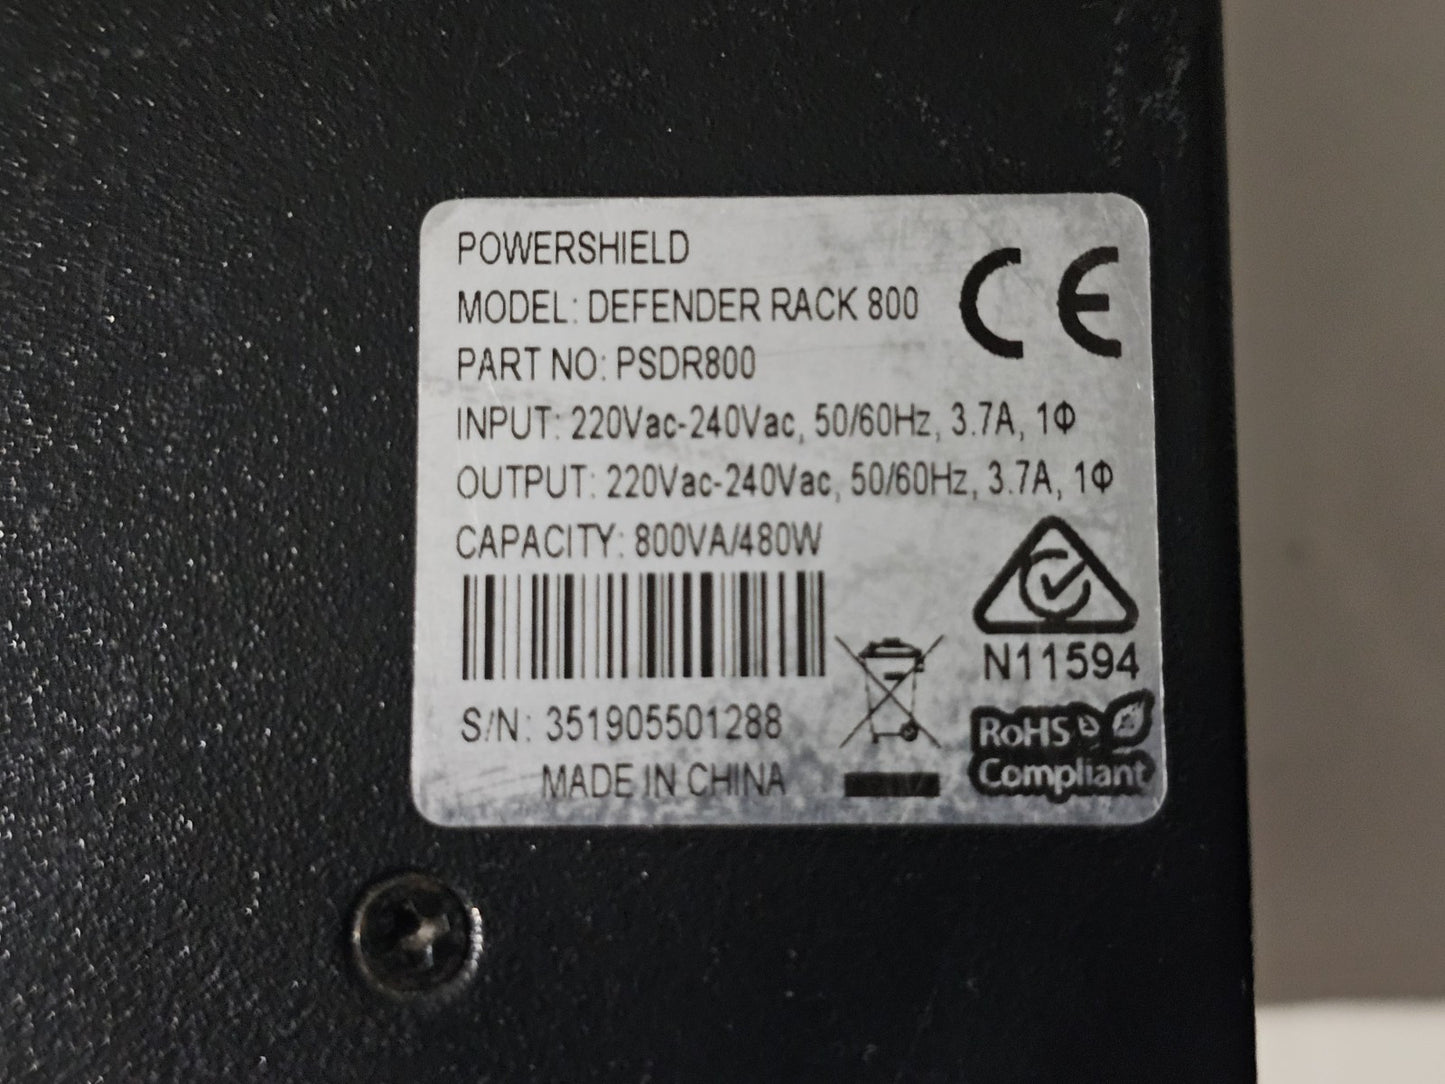 POWERSHIELD
MODEL: DEFENDER RACK 800
CE
PART NO: PSDR800
INPUT: 220Vac-240Vac, 50/60Hz, 3.7A, 1Φ
OUTPUT: 220Vac-240Vac, 50/60Hz, 3.7A, 1Φ
CAPACITY: 800VA/480W
N11594
S/N: 351905501288
RoHS
Compliant
MADE IN CHINA